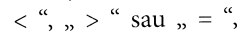 < “, „ > “ sau „ = “,